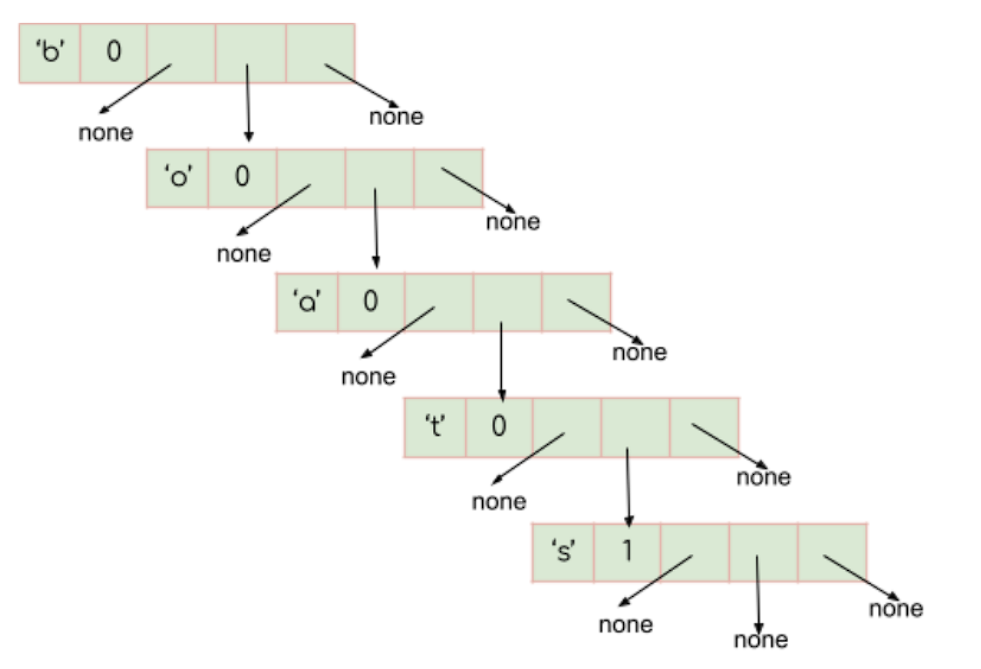 ‘b’ 0
none none
‘o’ 0
none none
‘a’ 0
none none
‘t’ 0
none none
‘s’ 1
none none none